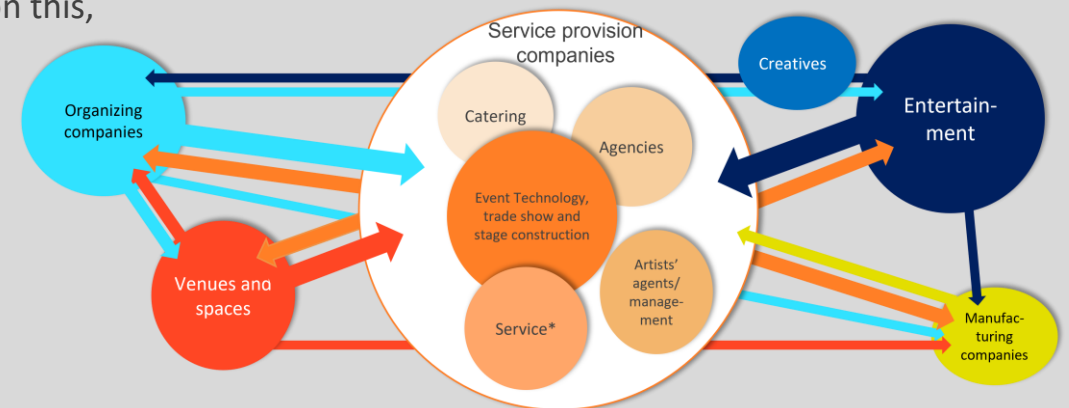 on this,
Service provision
companies
Creatives
Organizing
companies
Entertain-
ment
Catering
Agencies
Event Technology,
trade show and
stage construction
Venues and
spaces
Artists’
agents/
manage-
ment
Service*
Manufac-
turing
companies